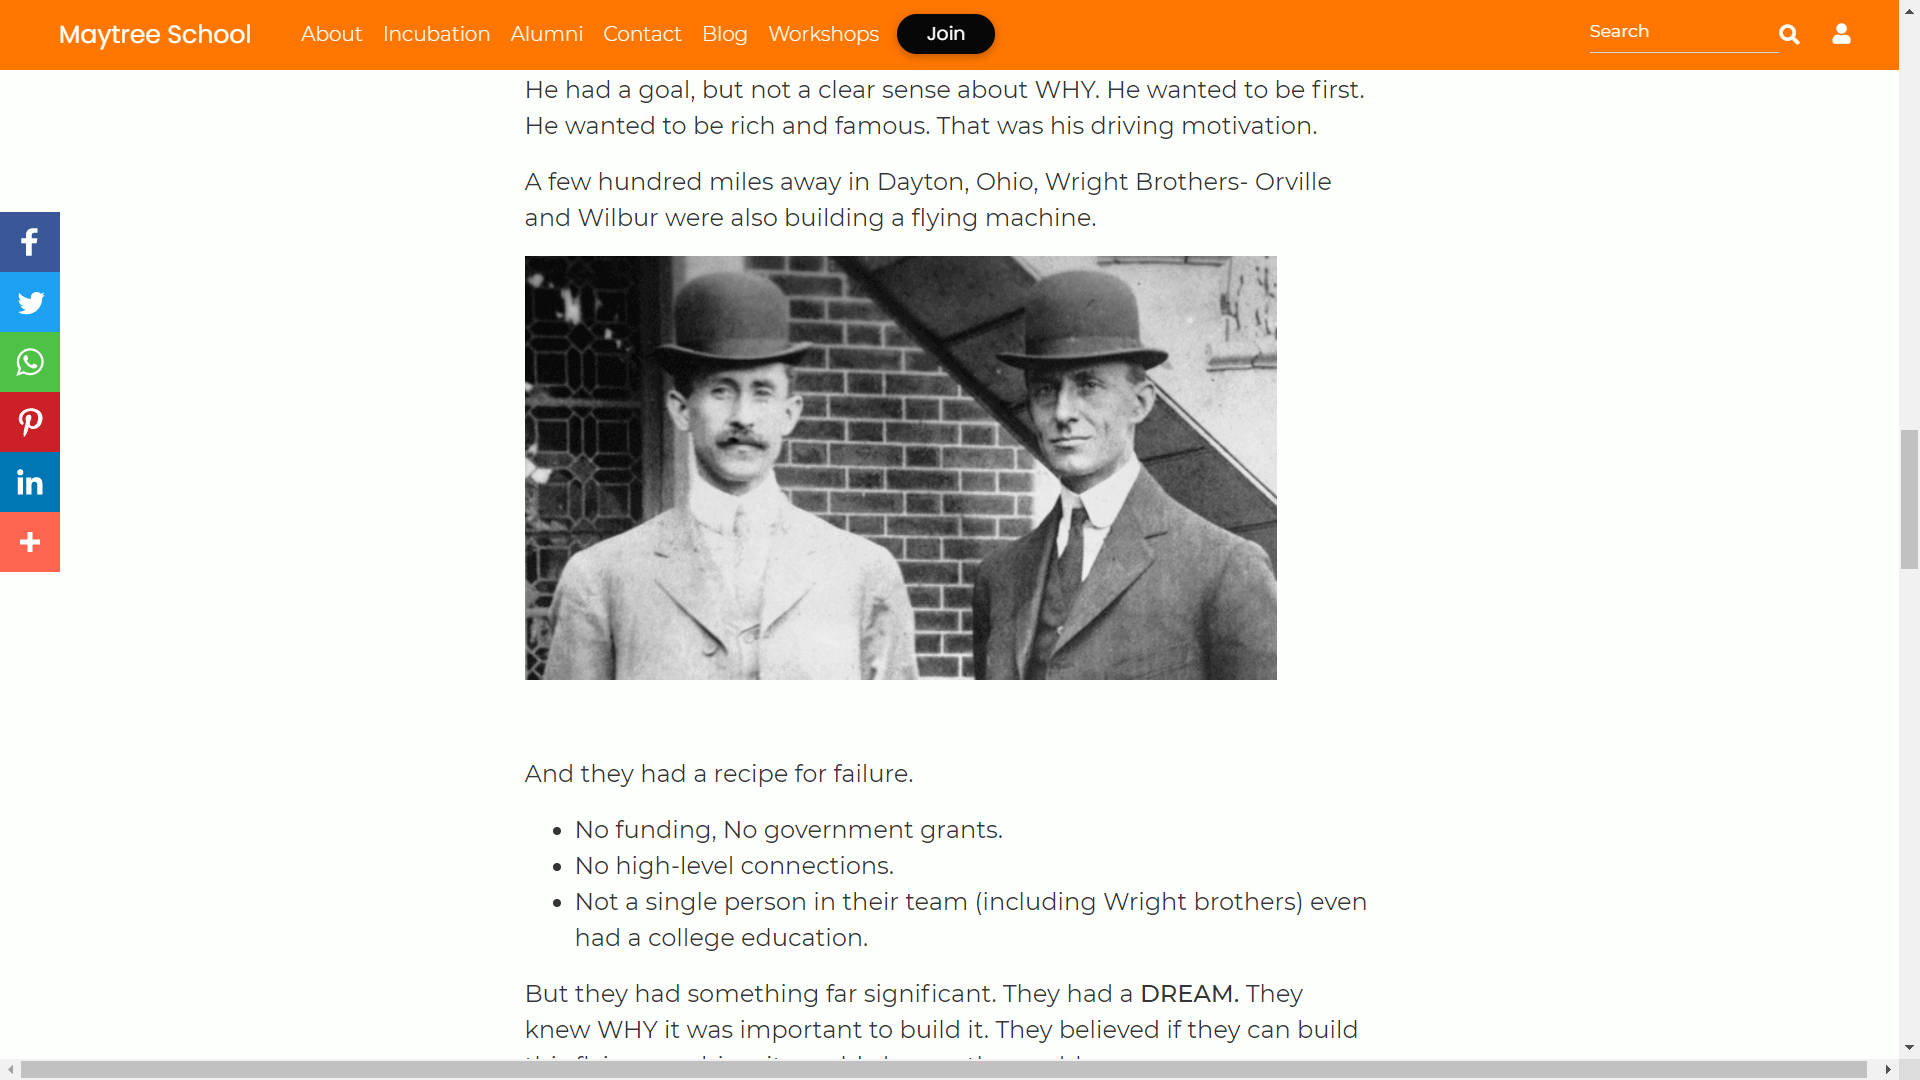 Maytree School About Incubation Alumni Contact Blog Workshops Join Search
He had a goal, but not a clear sense about WHY. He wanted to be first.
He wanted to be rich and famous. That was his driving motivation.
A few hundred miles away in Dayton, Ohio, Wright Brothers- Orville
and Wilbur were also building a flying machine.
And they had a recipe for failure.
No funding, No government grants.
No high-level connections.
Not a single person in their team (including Wright brothers) even
had a college education.
But they had something far significant. They had a DREAM. They
knew WHY it was important to build it. They believed if they can build